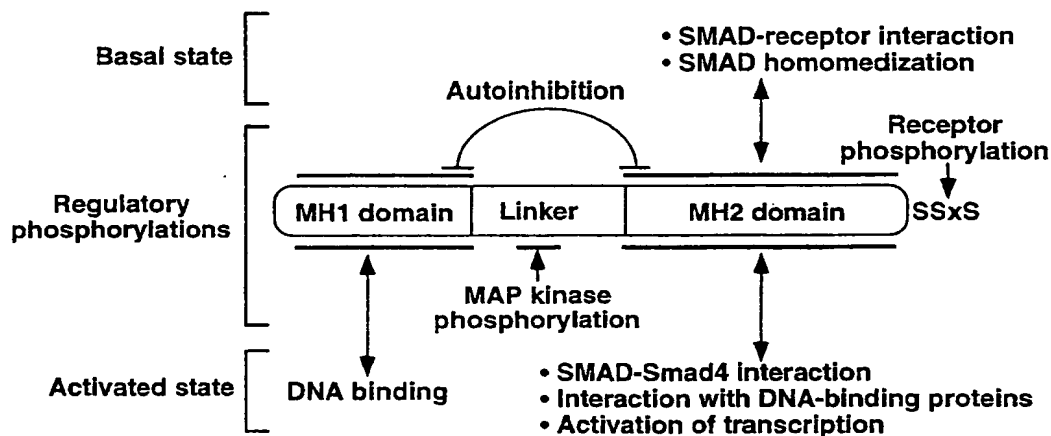 Basal state
• SMAD-receptor interaction
• SMAD homomedization
Autoinhibition
Receptor
phosphorylation
Regulatory
phosphorylations
MH1 domain
Linker
MH2 domain
SSxS
MAP kinase
phosphorylation
Activated state
DNA binding
• SMAD-Smad4 interaction
• Interaction with DNA-binding proteins
• Activation of transcription